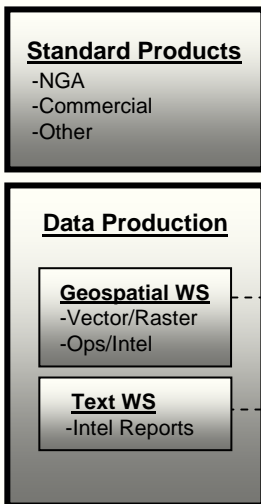 Standard Products
-NGA
-Commercial
-Other
Data Production
Geospatial WS
-Vector/Raster
-Ops/Intel
Text WS
-Intel Reports